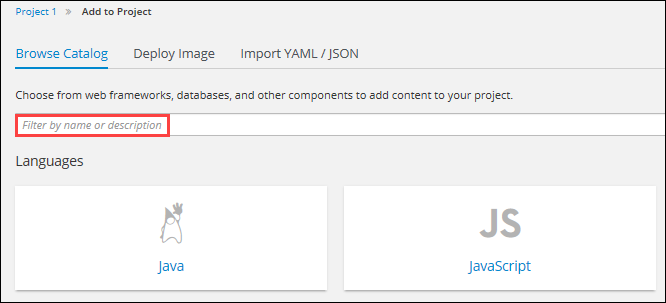 Project 1 » Add to Project
Browse Catalog Deploy Image Import YAML / JSON
Choose from web frameworks, databases, and other components to add content to your project.
Filter by name or description
Languages
JS
Java JavaScript